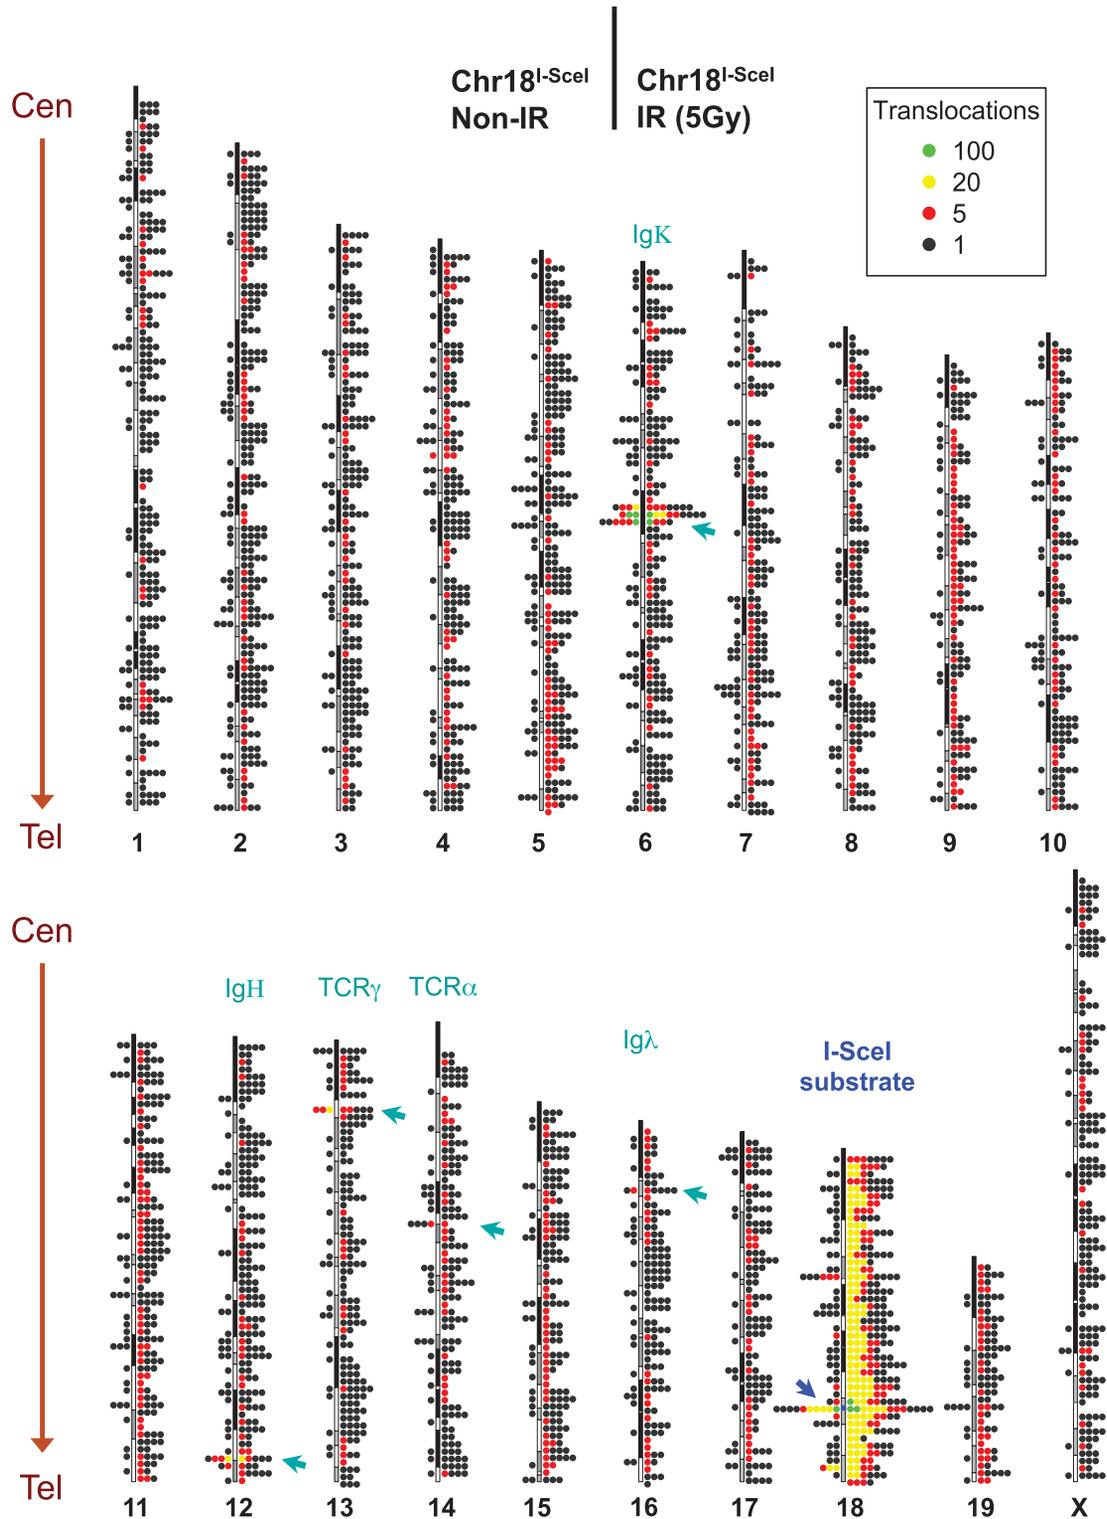 Chr18I-SceI
Non-IR
Chr18I-SceI
IR (5Gy)
Translocations
100
20
5
1
Cen
Tel
IgK
1 2 3 4 5 6 7 8 9 10
Cen
Tel
IgH
TCRγ
TCRα
Igλ
I-SceI
substrate
11 12 13 14 15 16 17 18 19 X